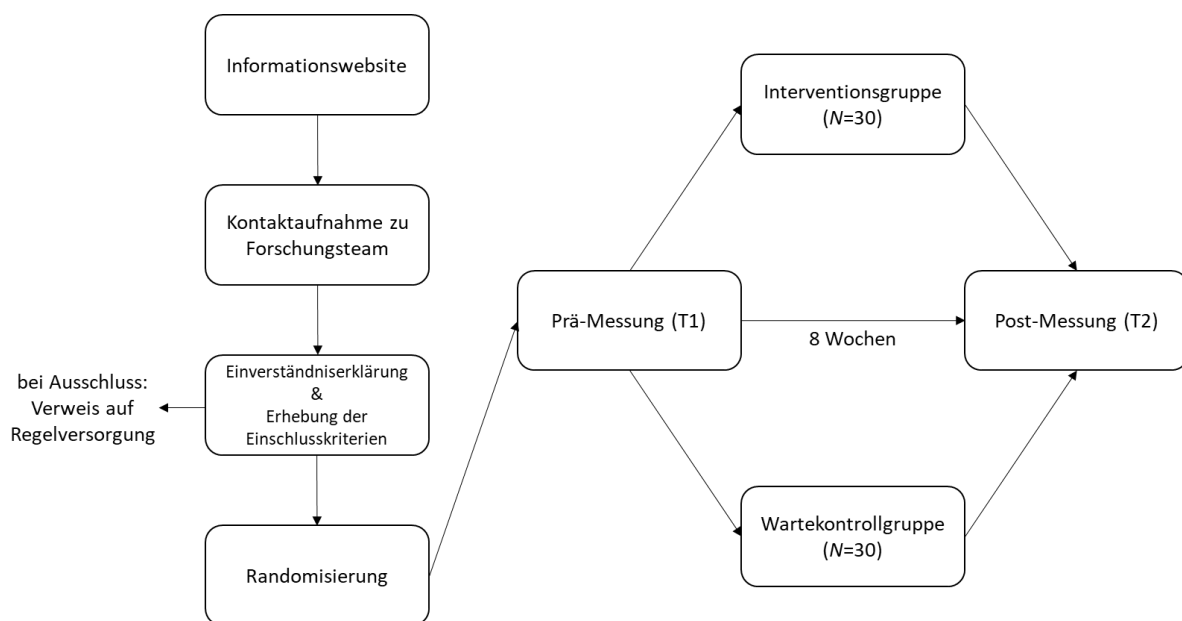 Informationswebsite
Kontaktaufnahme zu
Forschungsteam
bei Ausschluss:
Verweis auf
Regelversorgung
Einverständniserklärung
&
Erhebung der
Einschlusskriterien
Randomisierung
Prä-Messung (T1)
Interventionsgruppe
(N=30)
8 Wochen
Wartekontrollgruppe
(N=30)
Post-Messung (T2)